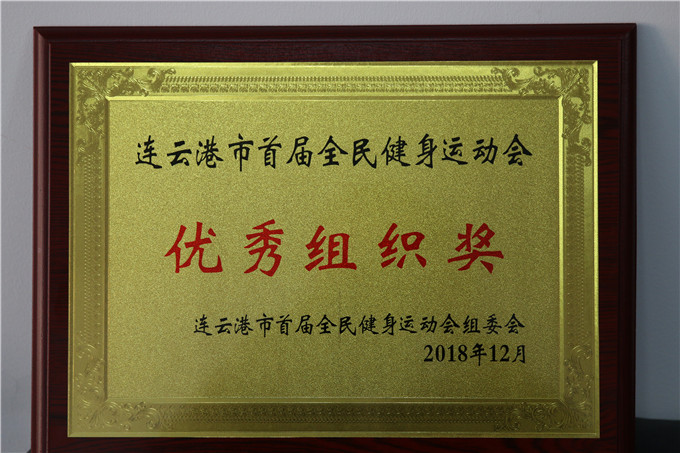 连云港市首届全民健身运动会
优秀组织奖
连云港市首届全民健身运动会组委会
2018年12月